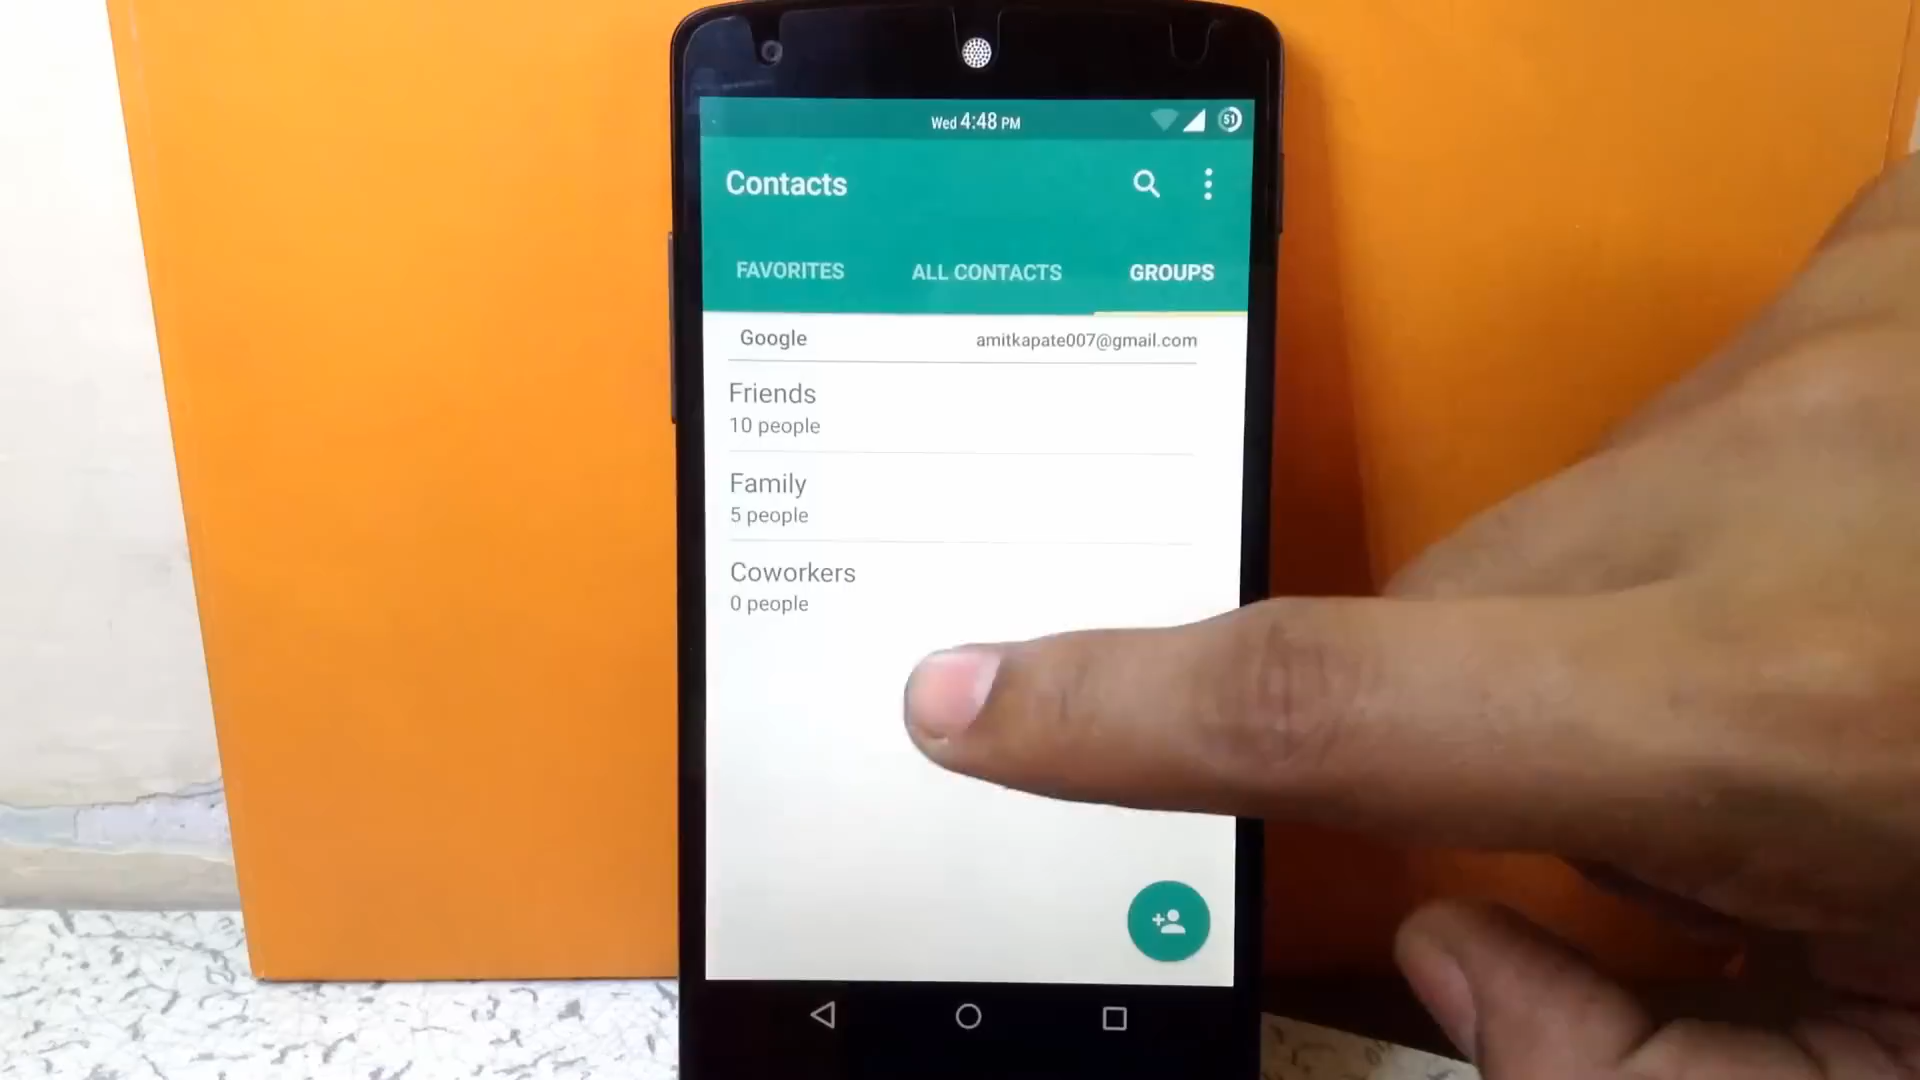 Wed 4:48 PM
51
Contacts
FAVORITES
ALL CONTACTS
GROUPS
Google
amitkapate007@gmail.com
Friends
10 people
Family
5 people
Coworkers
0 people